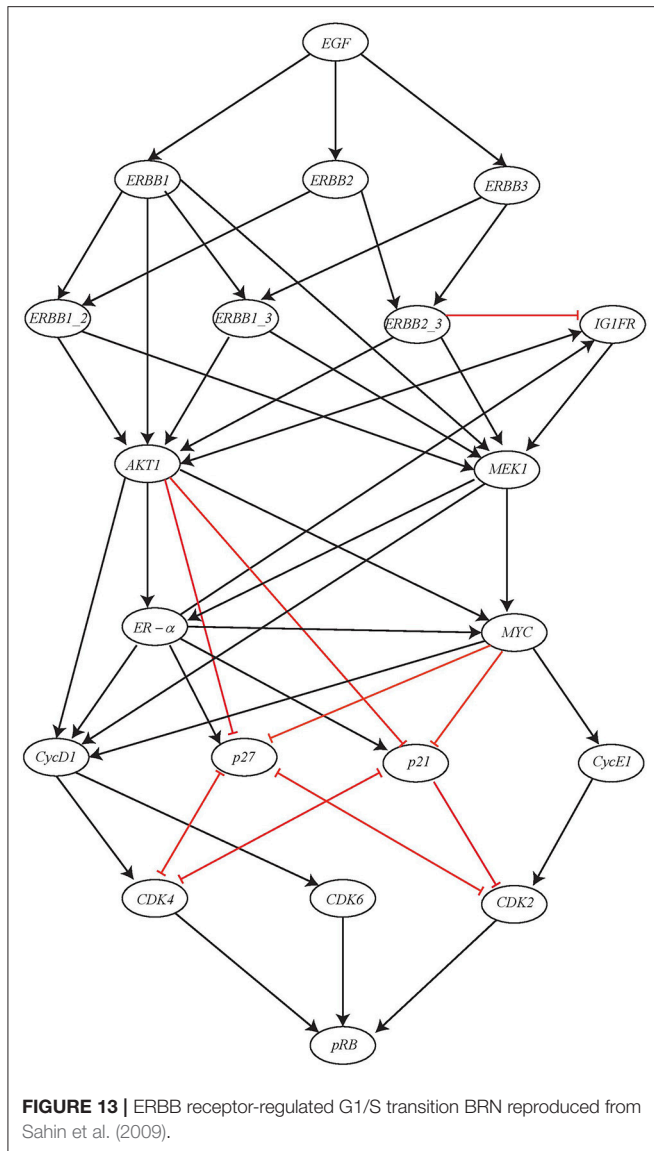 EGF
ERBB1 ERBB2 ERBB3
ERBB1_2 ERBB1_3 ERBB2_3 IG1FR
AKT1 MEK1
ER-α MYC
CycD1 p27 p21 CycE1
CDK4 CDK6 CDK2
pRB
FIGURE 13 | ERBB receptor-regulated G1/S transition BRN reproduced from
Sahin et al. (2009).